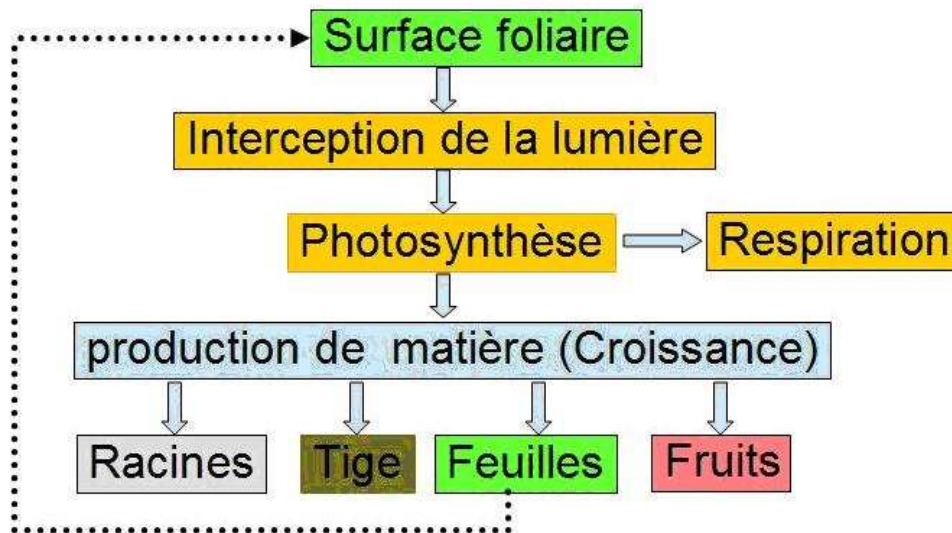 Surface foliaire
Interception de la lumière
Photosynthèse
Respiration
production de matière (Croissance)
Racines
Tige
Feuilles
Fruits